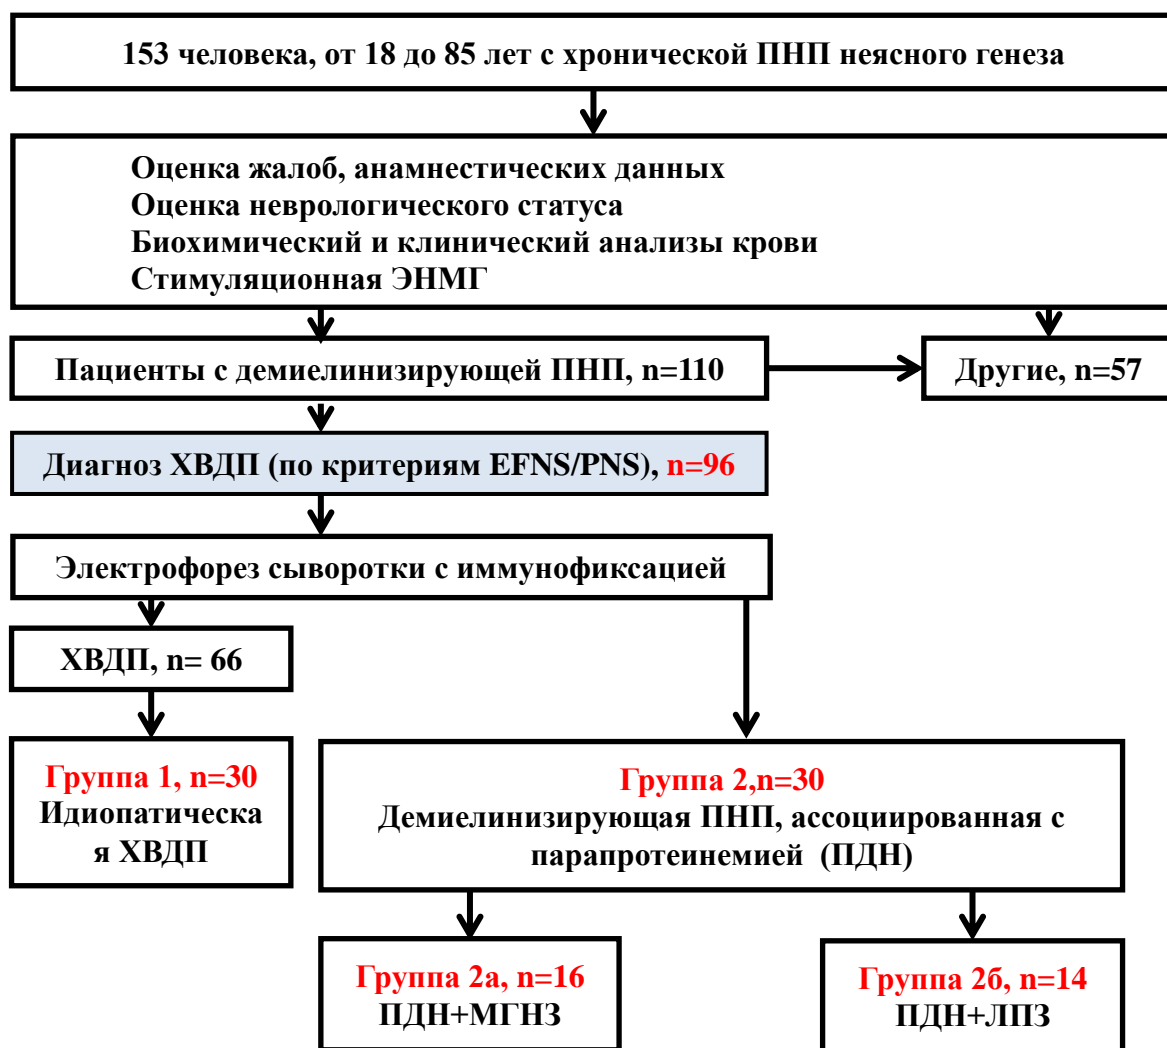 153 человека, от 18 до 85 лет с хронической ПНП неясного генеза
Оценка жалоб, анамнестических данных
Оценка неврологического статуса
Биохимический и клинический анализы крови
Стимуляционная ЭНМГ
Пациенты с демиелинизирующей ПНП, n=110
Другие, n=57
Диагноз ХВДП (по критериям EFNS/PNS), n=96
Электрофорез сыворотки с иммунофиксацией
ХВДП, n= 66
Группа 1, n=30
Идиопатическа
я ХВДП
Группа 2,n=30
Демиелинизирующая ПНП, ассоциированная с
парапротеинемией (ПДН)
Группа 2а, n=16
ПДН+МГНЗ
Группа 2б, n=14
ПДН+ЛПЗ